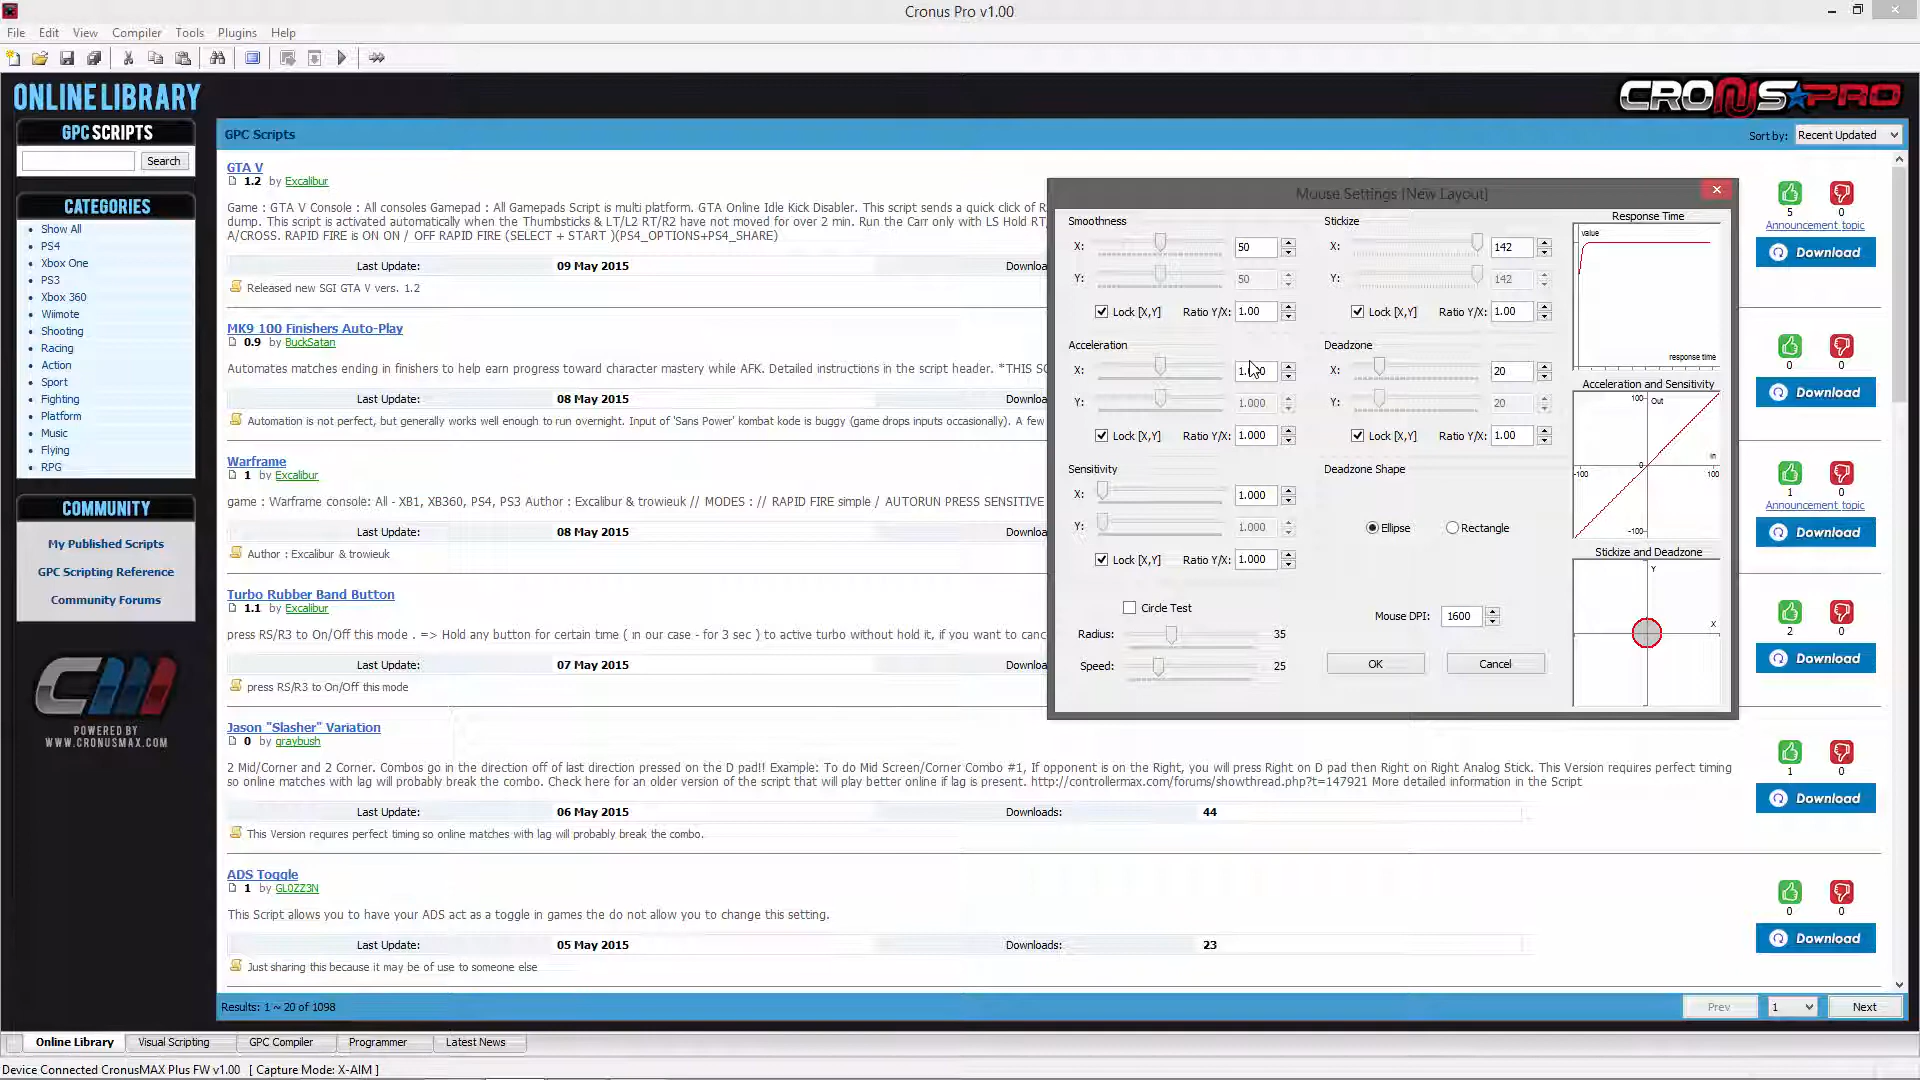 Cronus Pro v1.00
File Edit View Compiler Tools Plugins Help
ONLINE LIBRARY
CRONUS PRO
GPC SCRIPTS
Search
CATEGORIES
Show All
PS4
Xbox One
PS3
Xbox 360
Wiimote
Shooting
Racing
Action
Sport
Fighting
Platform
Music
Flying
RPG
COMMUNITY
My Published Scripts
GPC Scripting Reference
Community Forums
CM
POWERED BY
WWW.CRONUSMAX.COM
GPC Scripts
Sort by: Recent Updated
GTA V
1.2 by Excalibur
Game : GTA V Console : All consoles Gamepad : All Gamepads Script is multi platform. GTA Online Idle Kick Disabler. This script sends a quick click of R
dump. This script is activated automatically when the Thumbsticks & LT/L2 RT/R2 have not moved for over 2 min. Run the Car only with LS Hold RT/
A/CROSS. RAPID FIRE is ON ON / OFF RAPID FIRE (SELECT + START )(PS4_OPTIONS+PS4_SHARE)
Last Update: 09 May 2015 Downloa
Released new SGI GTA V vers. 1.2
5 0
Announcement topic
Download
MK9 100 Finishers Auto-Play
0.9 by BuckSatan
Automates matches ending in finishers to help earn progress toward character mastery while AFK. Detailed instructions in the script header. *THIS SC
Last Update: 08 May 2015 Downloa
Automation is not perfect, but generally works well enough to run overnight. Input of 'Sans Power' kombat kode is buggy (game drops inputs occasionally). A few
0 0
Download
Warframe
1 by Excalibur
game : Warframe console: All - XB1, XB360, PS4, PS3 Author : Excalibur & trowieuk // MODES : // RAPID FIRE simple / AUTORUN PRESS SENSITIVE
Last Update: 08 May 2015 Downloa
Author : Excalibur & trowieuk
1 0
Announcement topic
Download
Turbo Rubber Band Button
1.1 by Excalibur
press RS/R3 to On/Off this mode . => Hold any button for certain time ( in our case - for 3 sec ) to active turbo without hold it, if you want to canc
Last Update: 07 May 2015 Downloa
press RS/R3 to On/Off this mode
2 0
Download
Jason "Slasher" Variation
0 by graybush
2 Mid/Corner and 2 Corner. Combos go in the direction off of last direction pressed on the D pad!! Example: To do Mid Screen/Corner Combo #1, If opponent is on the Right, you will press Right on D pad then Right on Right Analog Stick. This Version requires perfect timing
so online matches with lag will probably break the combo. Check here for an older version of the script that will play better online if lag is present. http://controllermax.com/forums/showthread.php?t=147921 More detailed information in the Script
Last Update: 06 May 2015 Downloads: 44
This Version requires perfect timing so online matches with lag will probably break the combo.
1 0
Download
ADS Toggle
1 by GL0ZZ3N
This Script allows you to have your ADS act as a toggle in games the do not allow you to change this setting.
Last Update: 05 May 2015 Downloads: 23
Just sharing this because it may be of use to someone else
0 0
Download
Mouse Settings [New Layout]
Smoothness
X: 50
Y: 50
Lock [X,Y] Ratio Y/X: 1.00
Stickize
X: 142
Y: 142
Lock [X,Y] Ratio Y/X: 1.00
Acceleration
X:
Y: 1.000
Lock [X,Y] Ratio Y/X: 1.000
Deadzone
X: 20
Y: 20
Lock [X,Y] Ratio Y/X: 1.00
Sensitivity
X: 1.000
Y: 1.000
Lock [X,Y] Ratio Y/X: 1.000
Deadzone Shape
Ellipse Rectangle
Circle Test
Radius: 35
Speed: 25
Mouse DPI: 1600
OK Cancel
Response Time
value
response time
Acceleration and Sensitivity
100 Out
0 In
-100 100
-100
Stickize and Deadzone
Y
X
Results: 1 ~ 20 of 1098
Prev 1 Next
Online Library Visual Scripting GPC Compiler Programmer Latest News
Device Connected CronusMAX Plus FW v1.00 [ Capture Mode: X-AIM ]